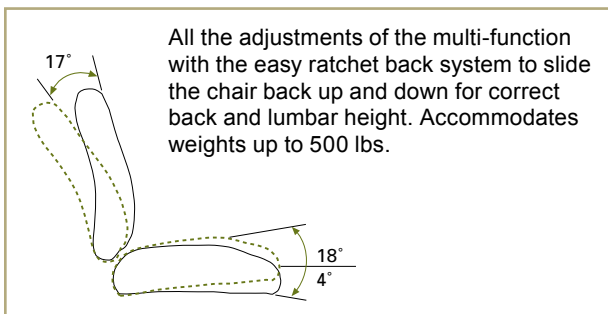 17°
All the adjustments of the multi-function
with the easy ratchet back system to slide
the chair back up and down for correct
back and lumbar height. Accommodates
weights up to 500 lbs.
18°
4°